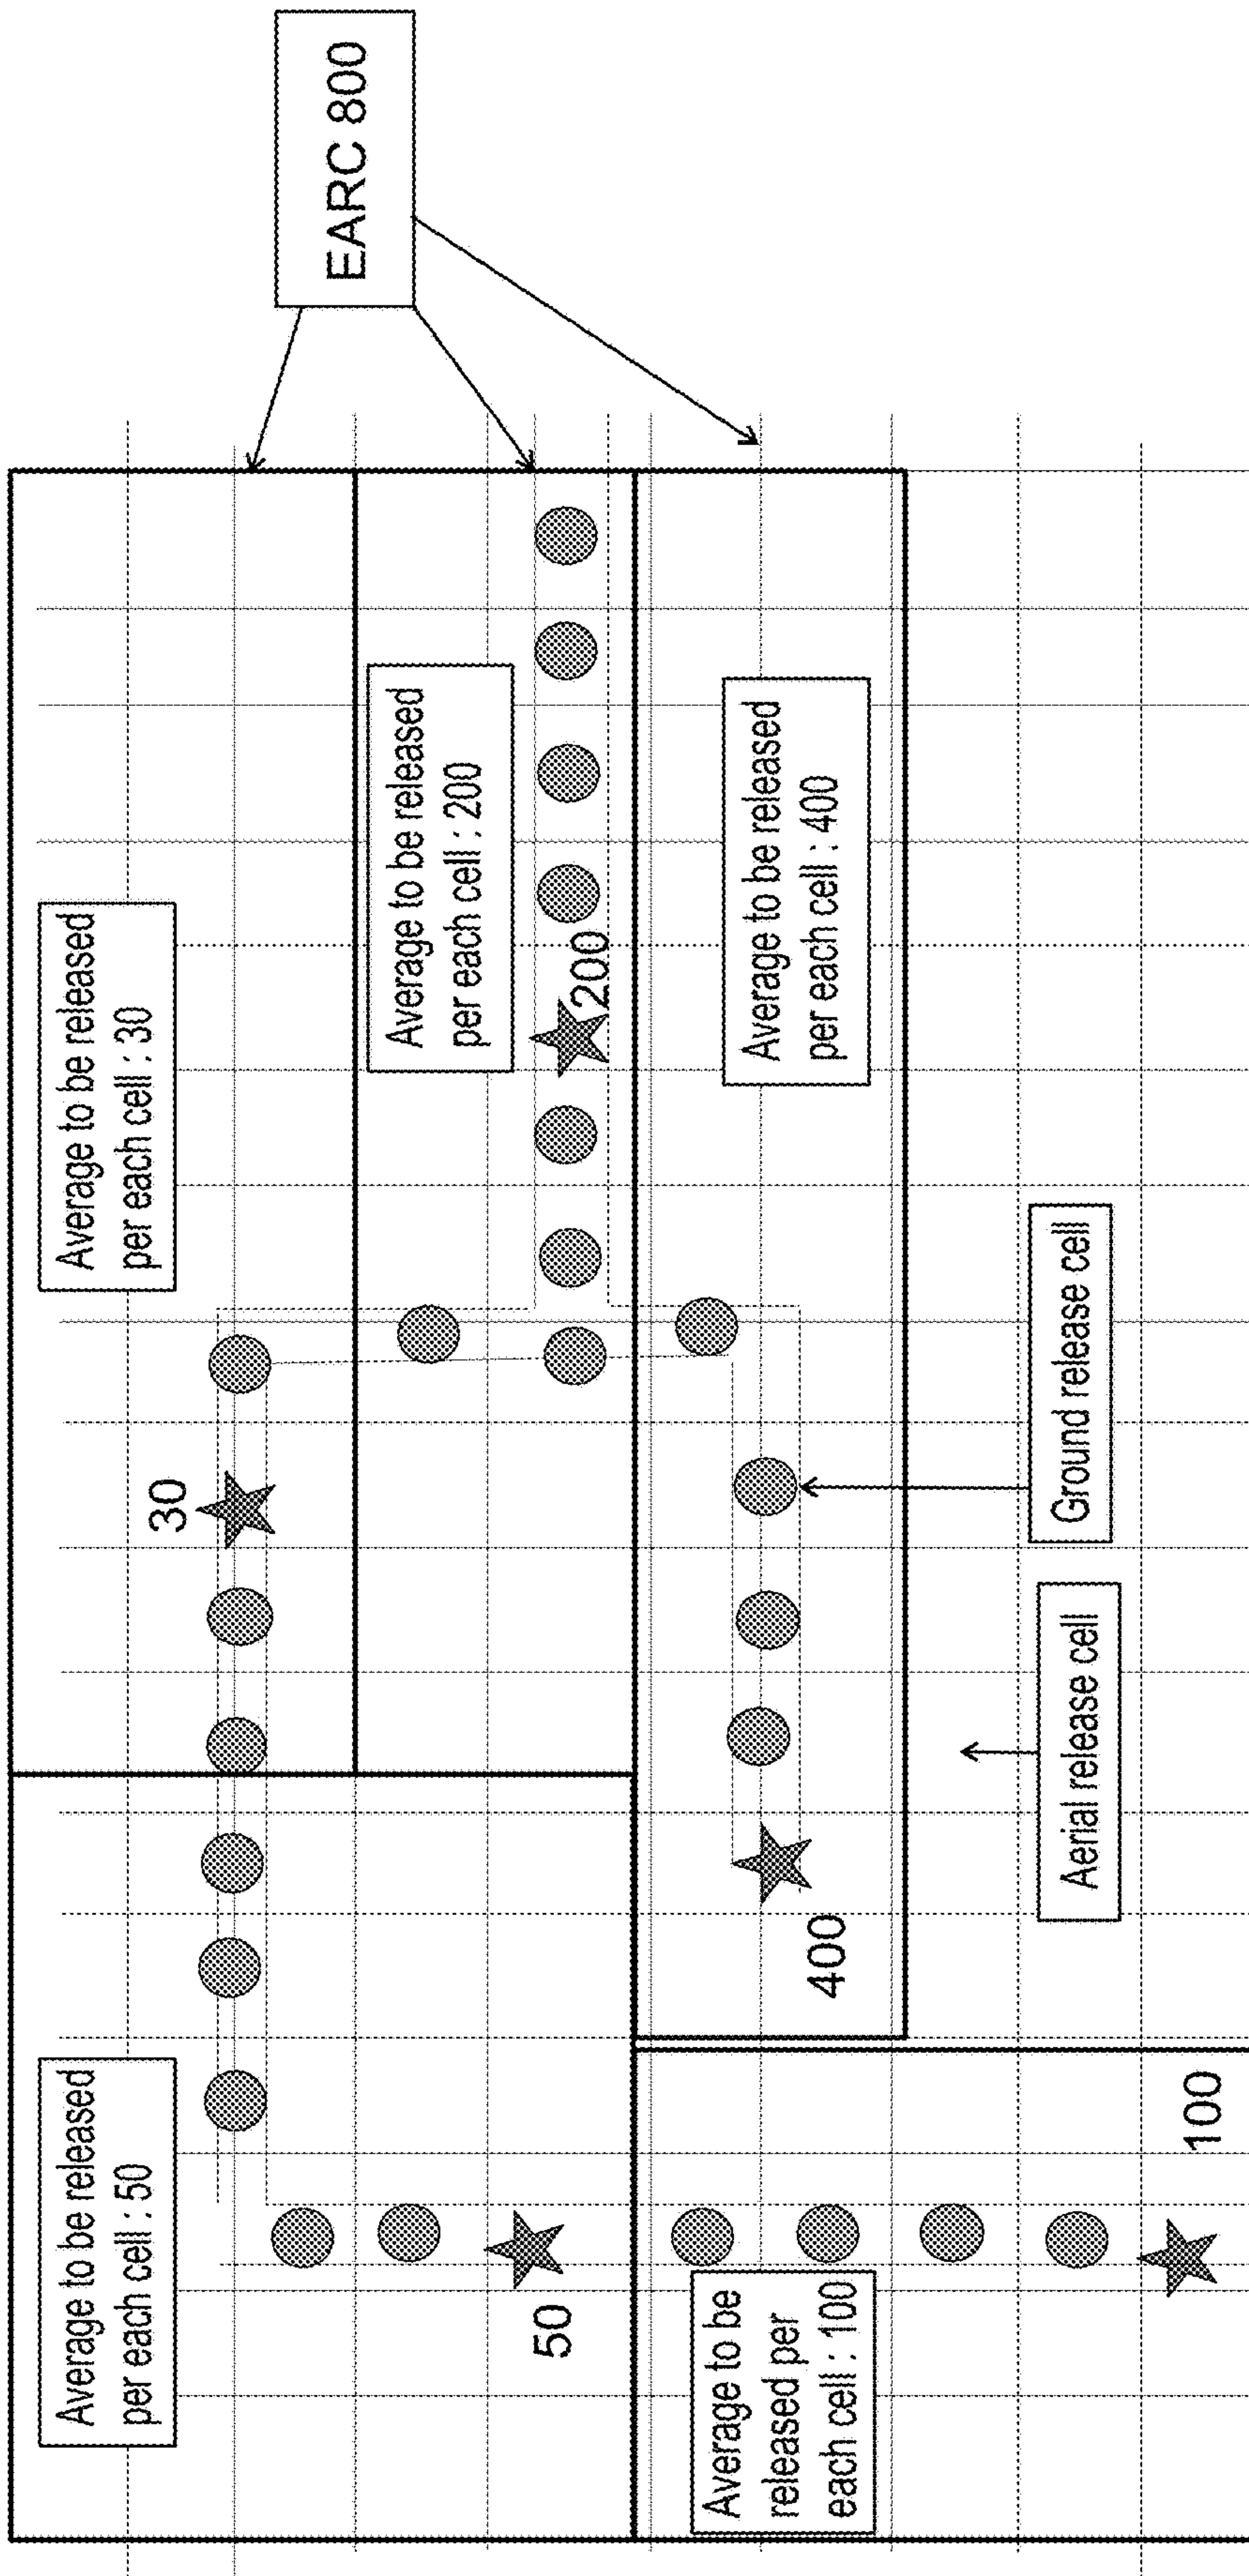 Average to be released
per each cell : 50
Average to be released
per each cell : 30
EARC 800
30
Average to be released
per each cell : 200
200
50
Average to be
released per
each cell : 100
Average to be released
per each cell : 400
400
Ground release cell
Aerial release cell
100